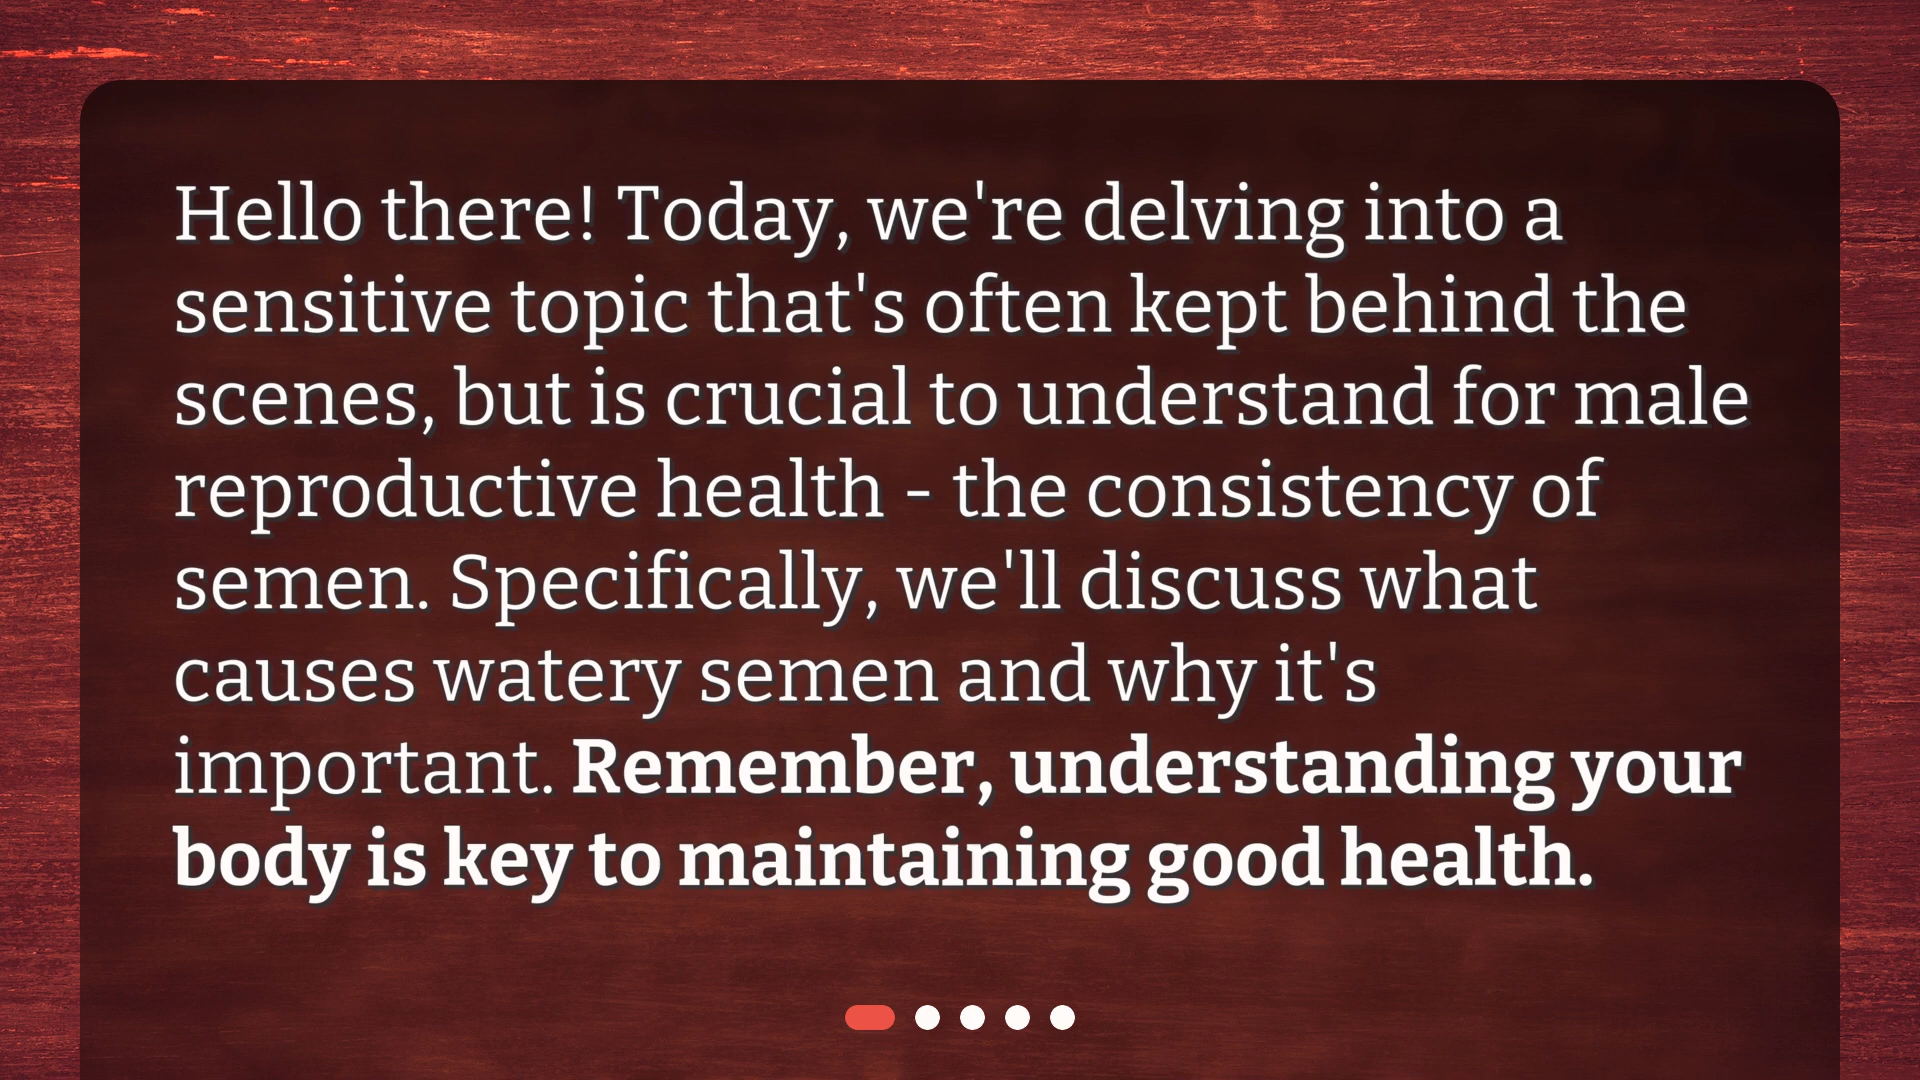 Hello there! Today, we're delving into a
sensitive topic that's often kept behind the
scenes, but is crucial to understand for male
reproductive health - the consistency of
semen. Specifically, we'll discuss what
causes watery semen and why it's
important. Remember, understanding your
body is key to maintaining good health.